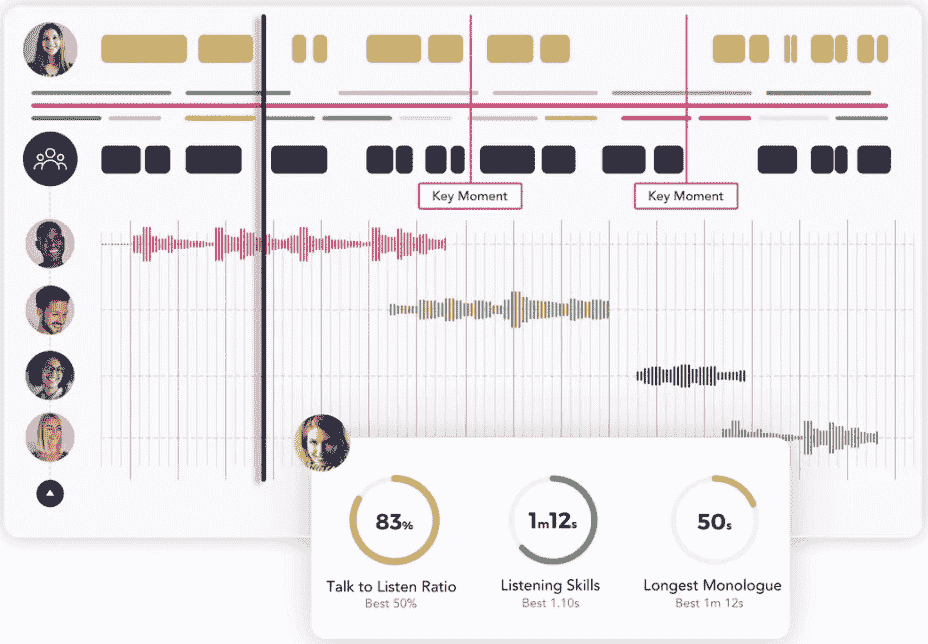 Key Moment
Key Moment
83%
1m12s
50s
Talk to Listen Ratio
Best 50%
Listening Skills
Best 1.10s
Longest Monologue
Best 1m 12s